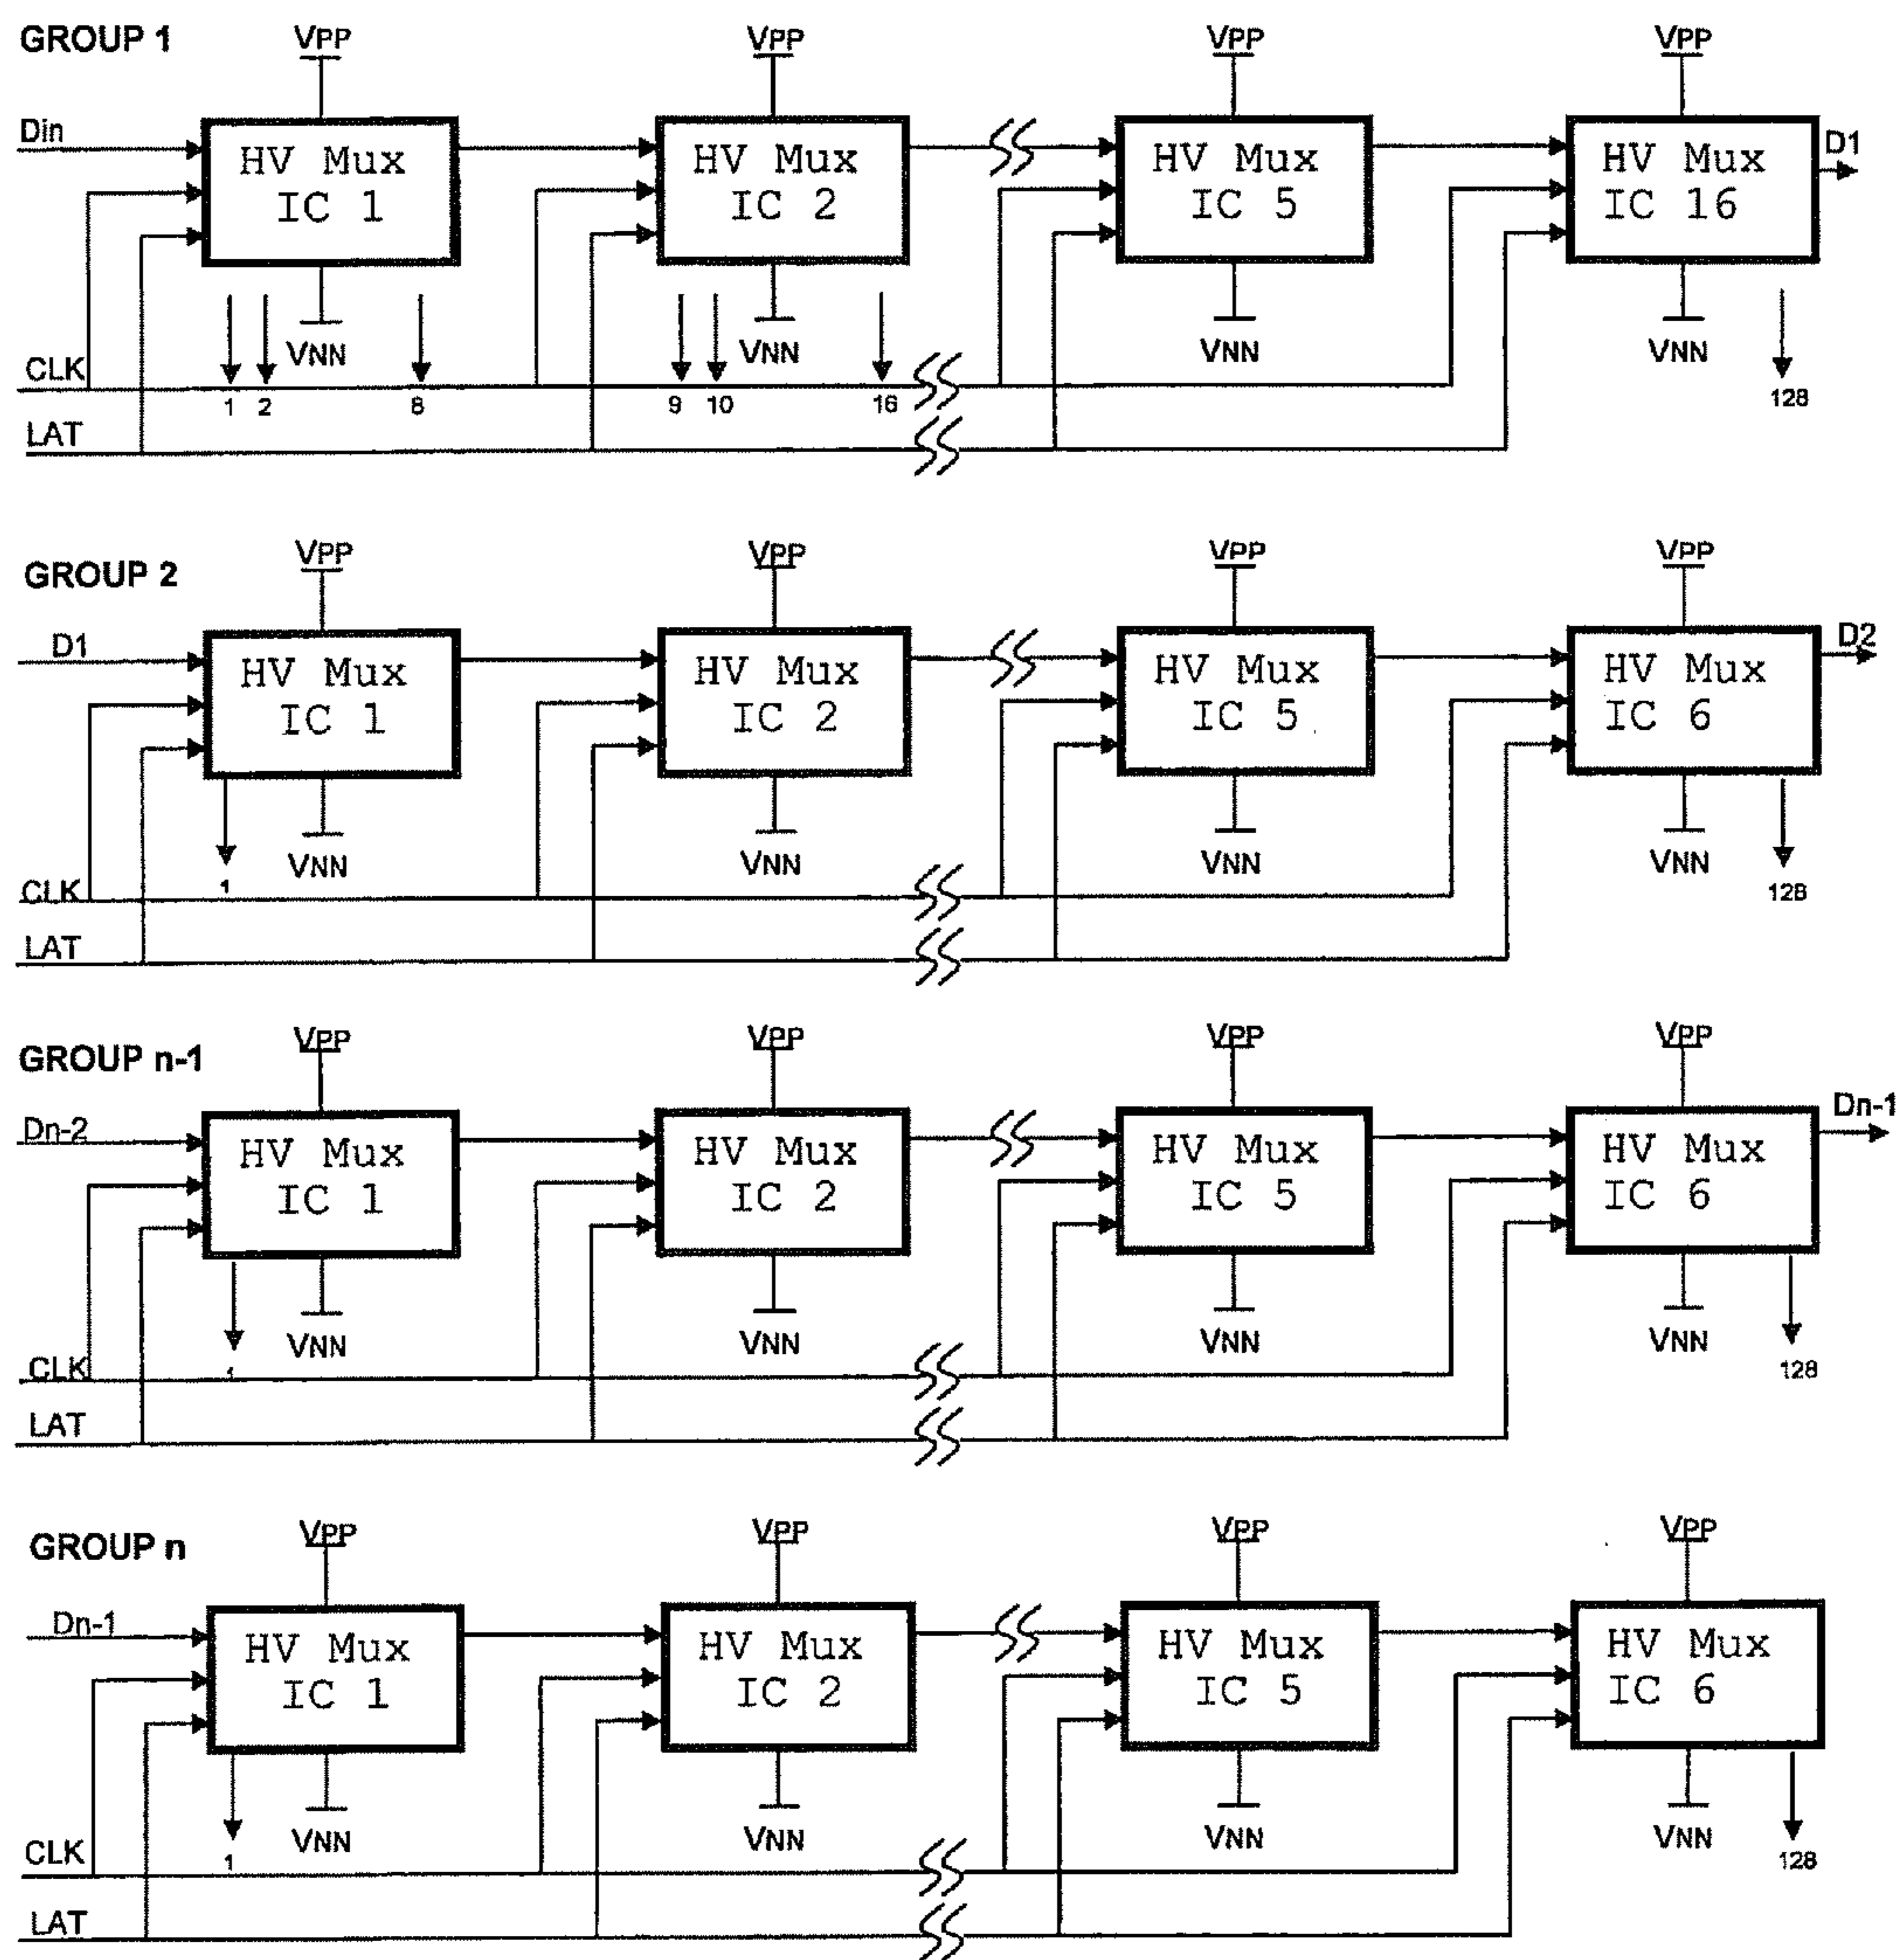 GROUP 1
VPP VPP VPP VPP
Din
HV Mux
IC 1
HV Mux
IC 2
HV Mux
IC 5
HV Mux
IC 16
D1
VNN VNN VNN VNN
CLK
1 2 8 9 10 16 128
LAT
GROUP 2
VPP VPP VPP VPP
D1
HV Mux
IC 1
HV Mux
IC 2
HV Mux
IC 5
HV Mux
IC 6
D2
VNN VNN VNN VNN
CLK
1 128
LAT
GROUP n-1
VPP VPP VPP VPP
Dn-2
HV Mux
IC 1
HV Mux
IC 2
HV Mux
IC 5
HV Mux
IC 6
Dn-1
VNN VNN VNN VNN
CLK
1 128
LAT
GROUP n
VPP VPP VPP VPP
Dn-1
HV Mux
IC 1
HV Mux
IC 2
HV Mux
IC 5
HV Mux
IC 6
VNN VNN VNN VNN
CLK
1 128
LAT